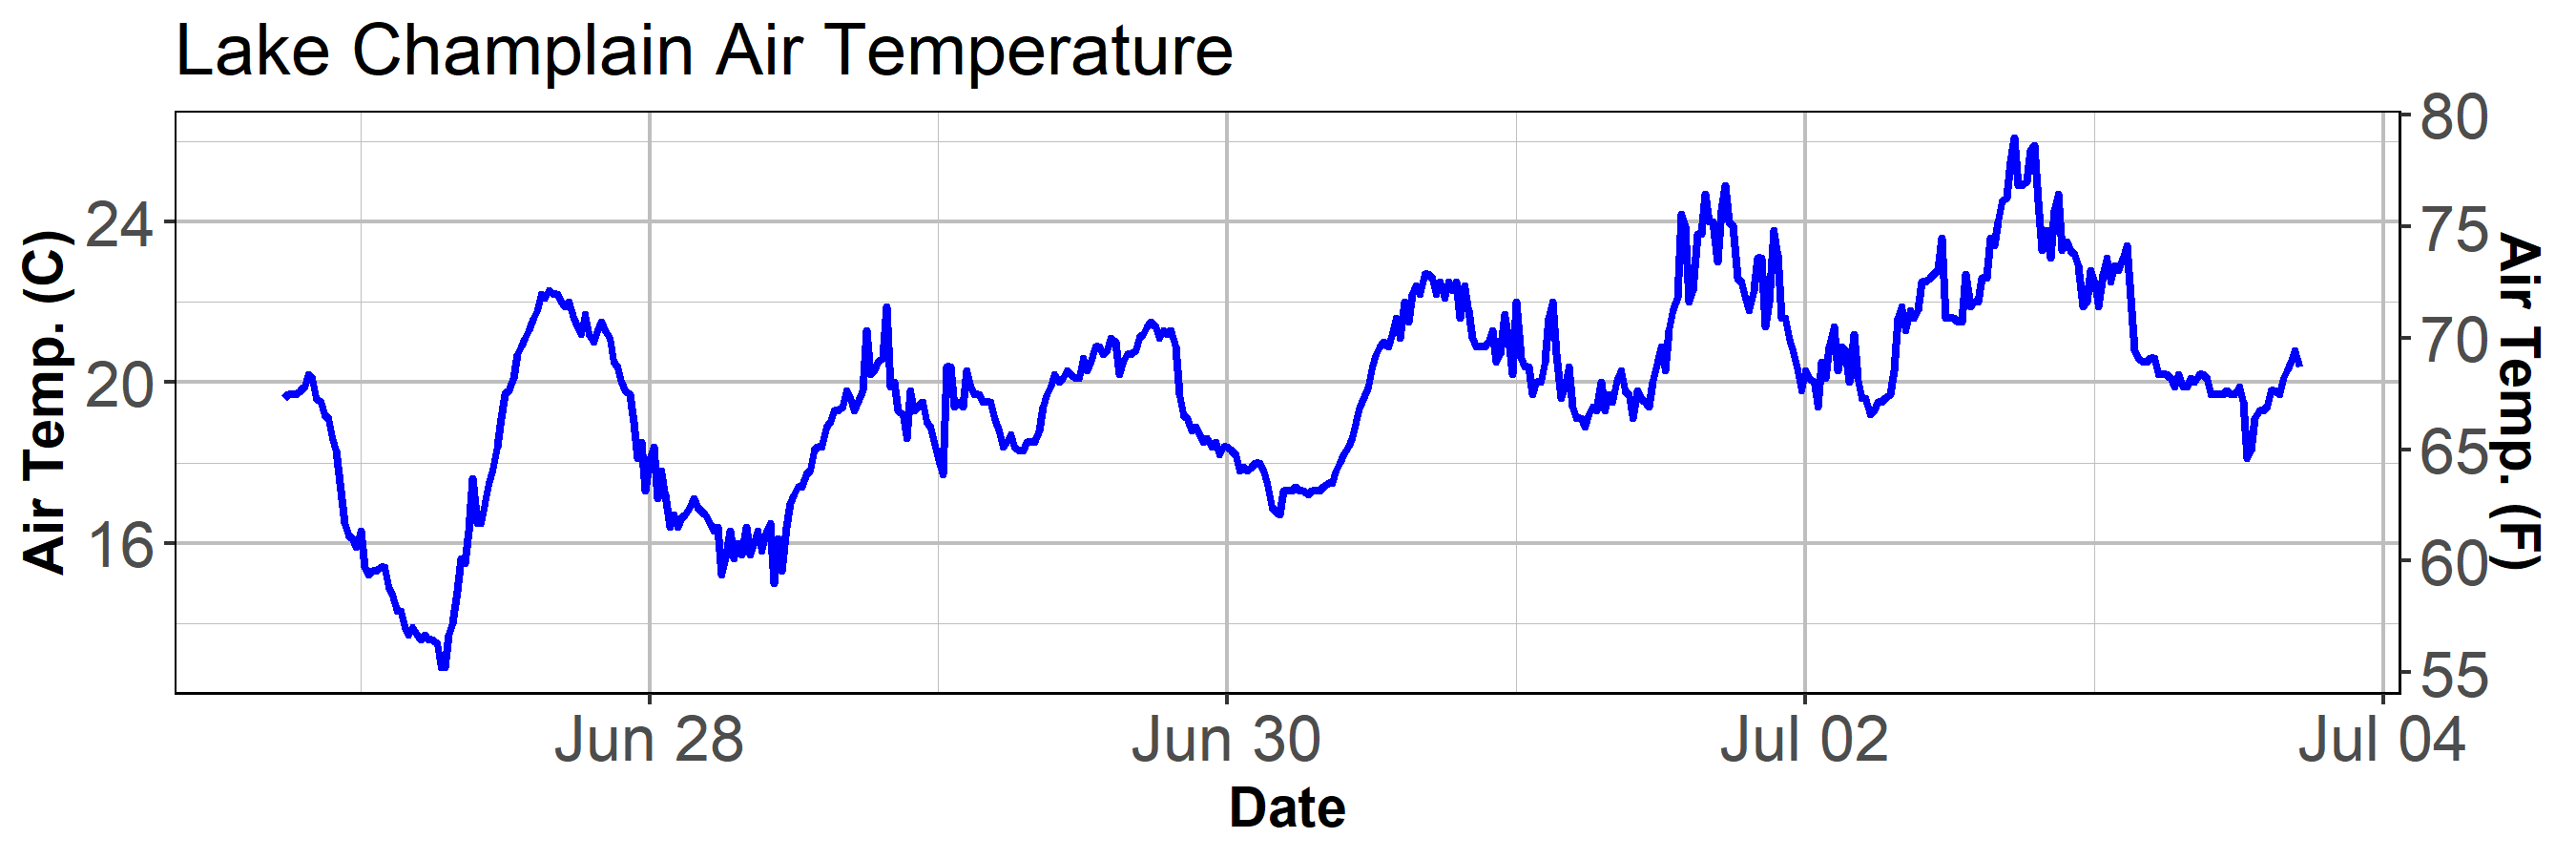 Lake Champlain Air Temperature
Air Temp. (C)
24
20
16
80
75
70
65
60
55
Air Temp. (F)
Jun 28
Jun 30
Jul 02
Jul 04
Date